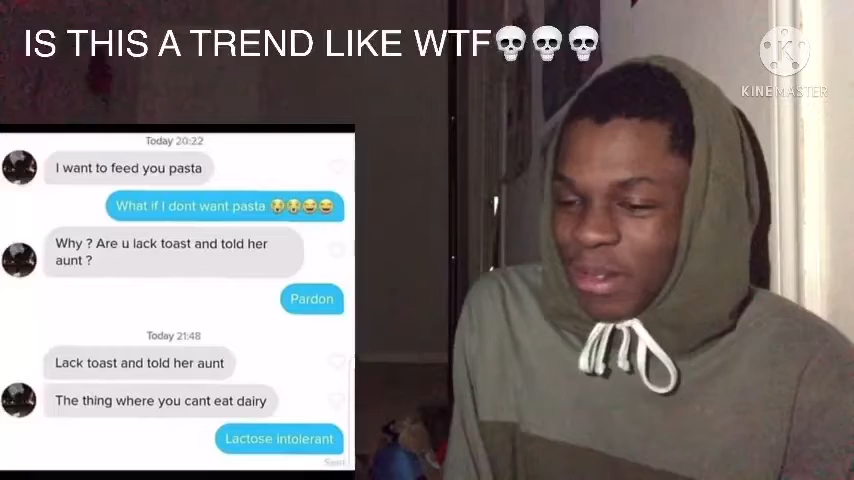 IS THIS A TREND LIKE WTF💀💀💀
KINEMASTER
Today 20:22
I want to feed you pasta
What if I dont want pasta 😲😲😂😂
Why ? Are u lack toast and told her
aunt ?
Pardon
Today 21:48
Lack toast and told her aunt
The thing where you cant eat dairy
Lactose intolerant
Sent